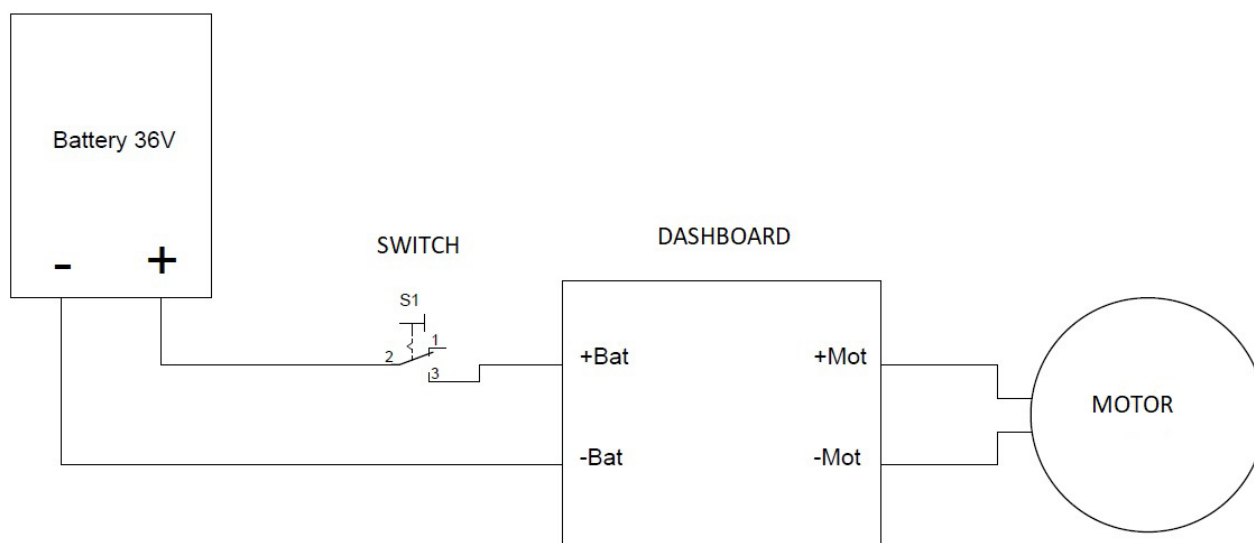 Battery 36V
- +
SWITCH
DASHBOARD
S1
1
2
3
+Bat
+Mot
MOTOR
-Bat
-Mot